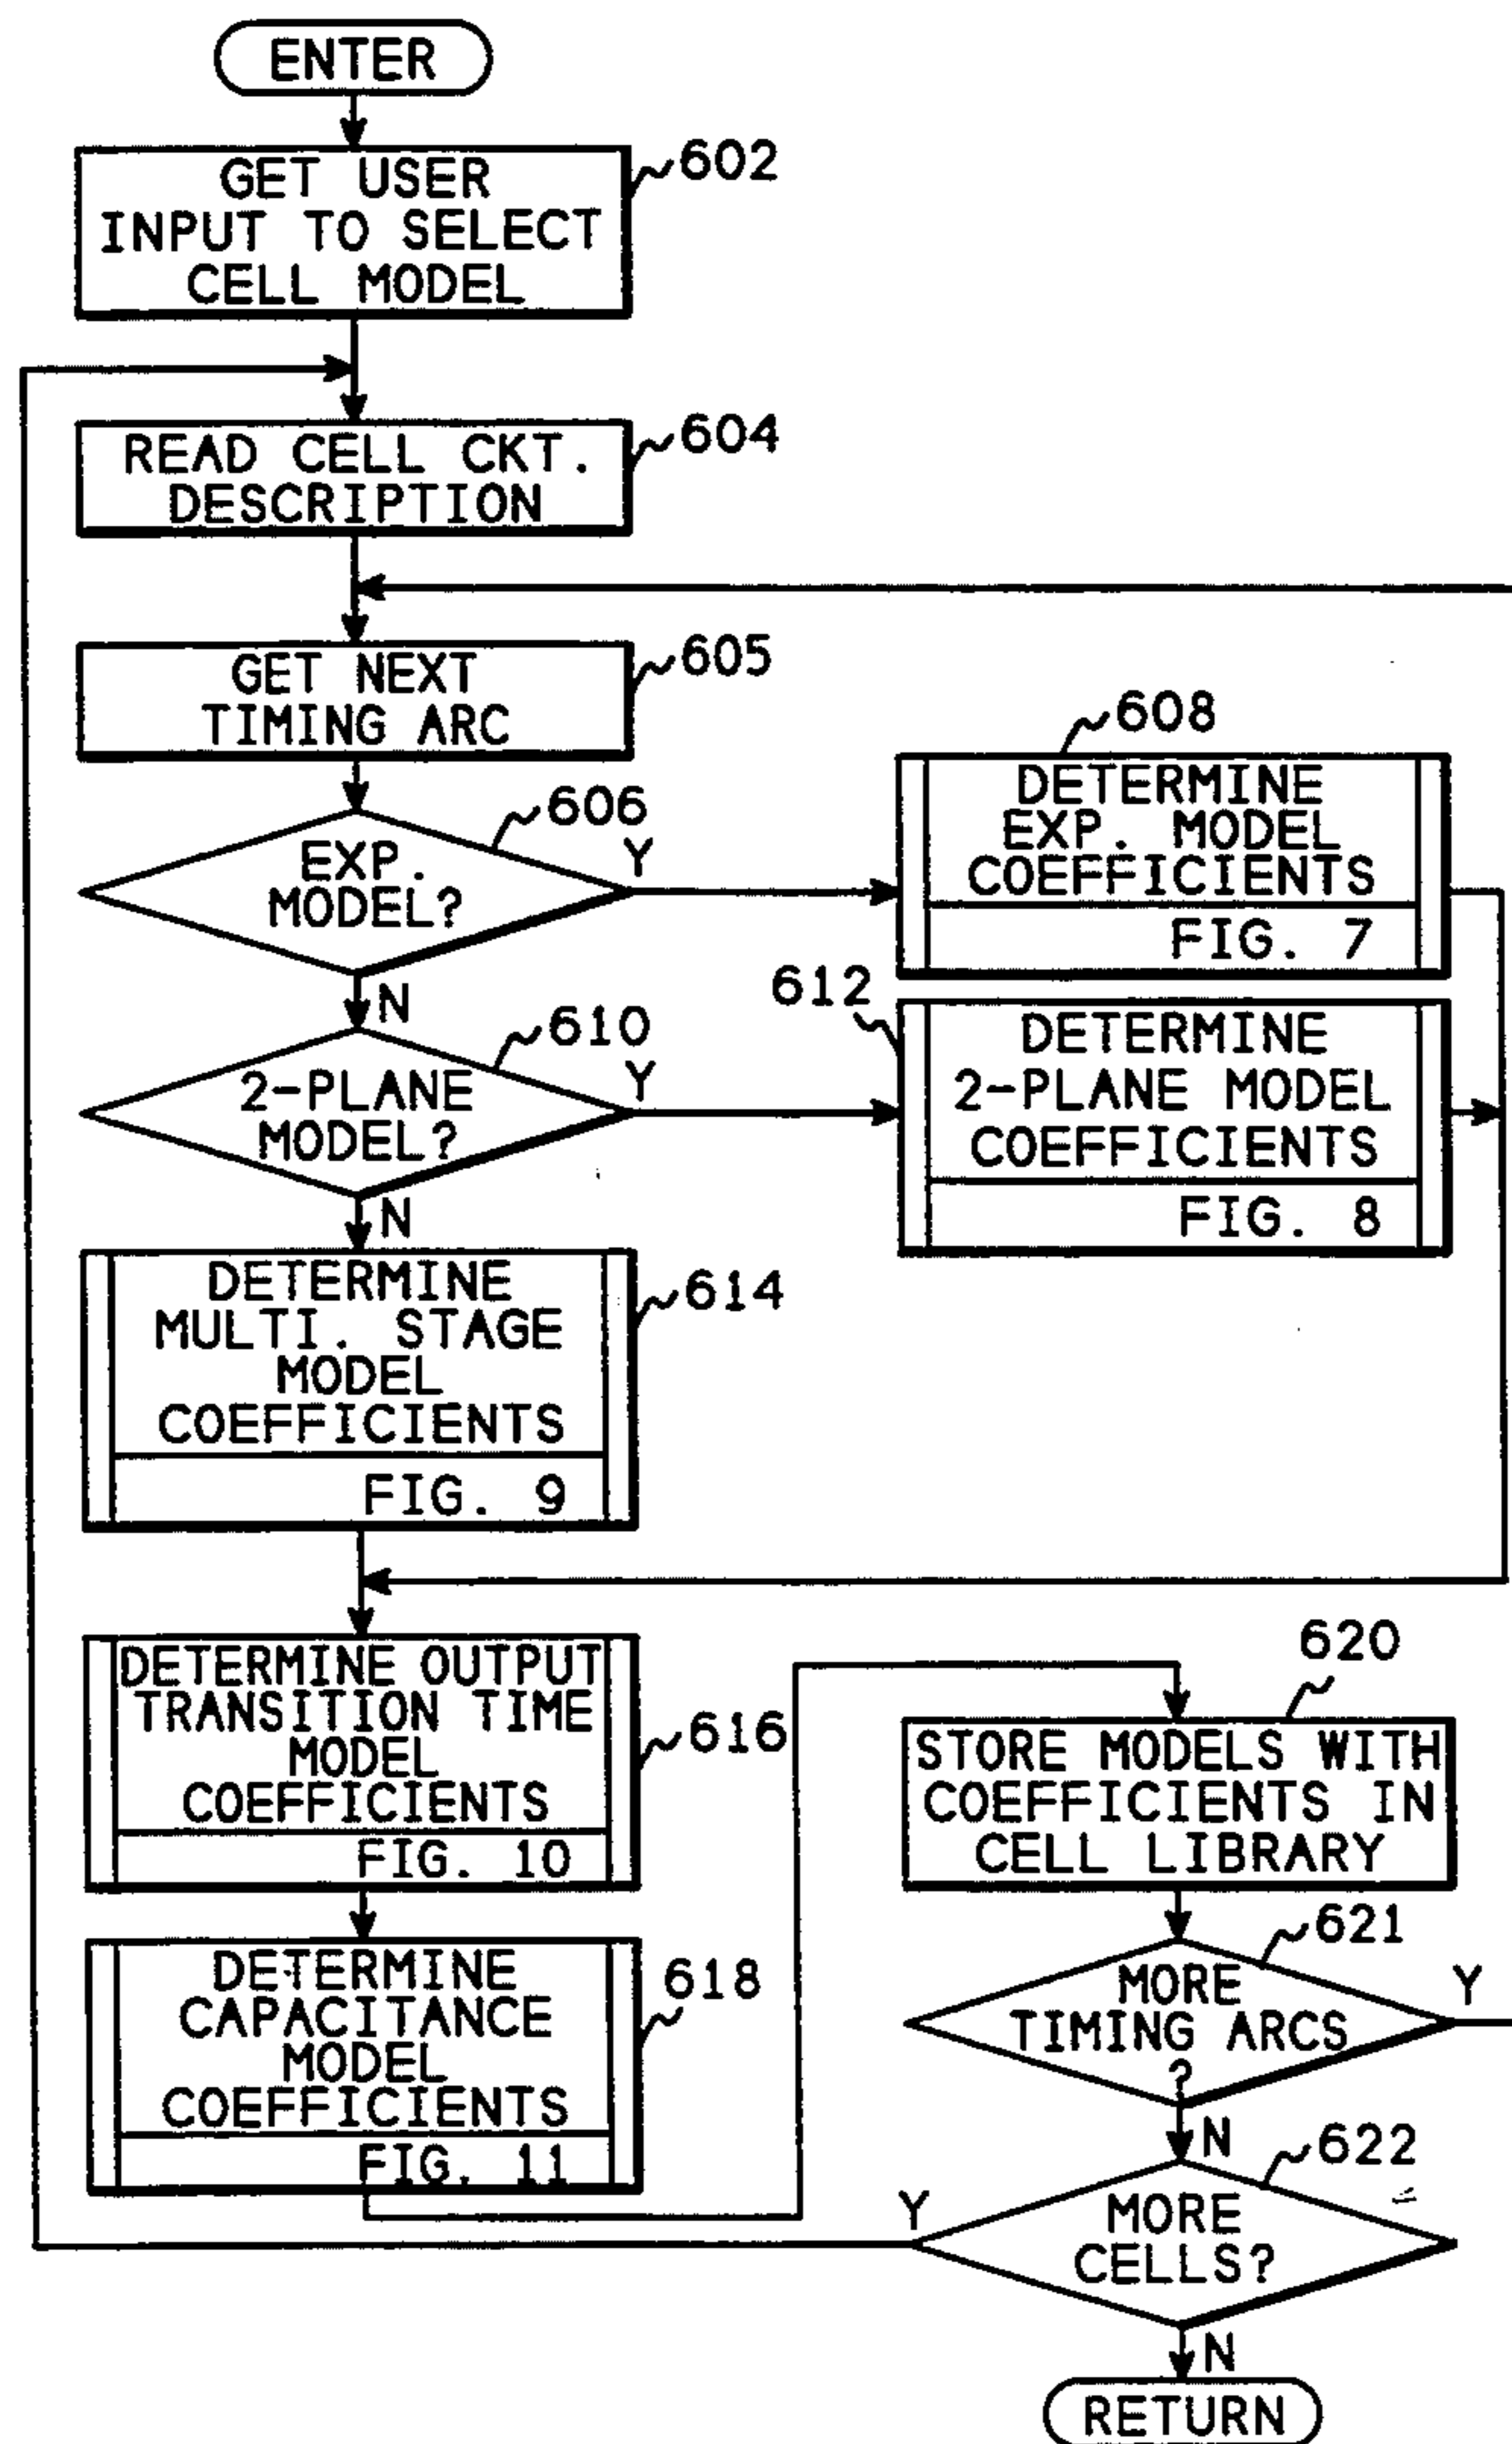 ENTER
602
GET USER
INPUT TO SELECT
CELL MODEL
604
READ CELL CKT.
DESCRIPTION
605
GET NEXT
TIMING ARC
606
EXP.
MODEL?
Y
N
608
DETERMINE
EXP. MODEL
COEFFICIENTS
FIG. 7
610
2-PLANE
MODEL?
Y
N
612
DETERMINE
2-PLANE MODEL
COEFFICIENTS
FIG. 8
614
DETERMINE
MULTI. STAGE
MODEL
COEFFICIENTS
FIG. 9
616
DETERMINE OUTPUT
TRANSITION TIME
MODEL
COEFFICIENTS
FIG. 10
618
DETERMINE
CAPACITANCE
MODEL
COEFFICIENTS
FIG. 11
620
STORE MODELS WITH
COEFFICIENTS IN
CELL LIBRARY
621
MORE
TIMING ARCS
?
Y
N
622
MORE
CELLS?
Y
N
RETURN